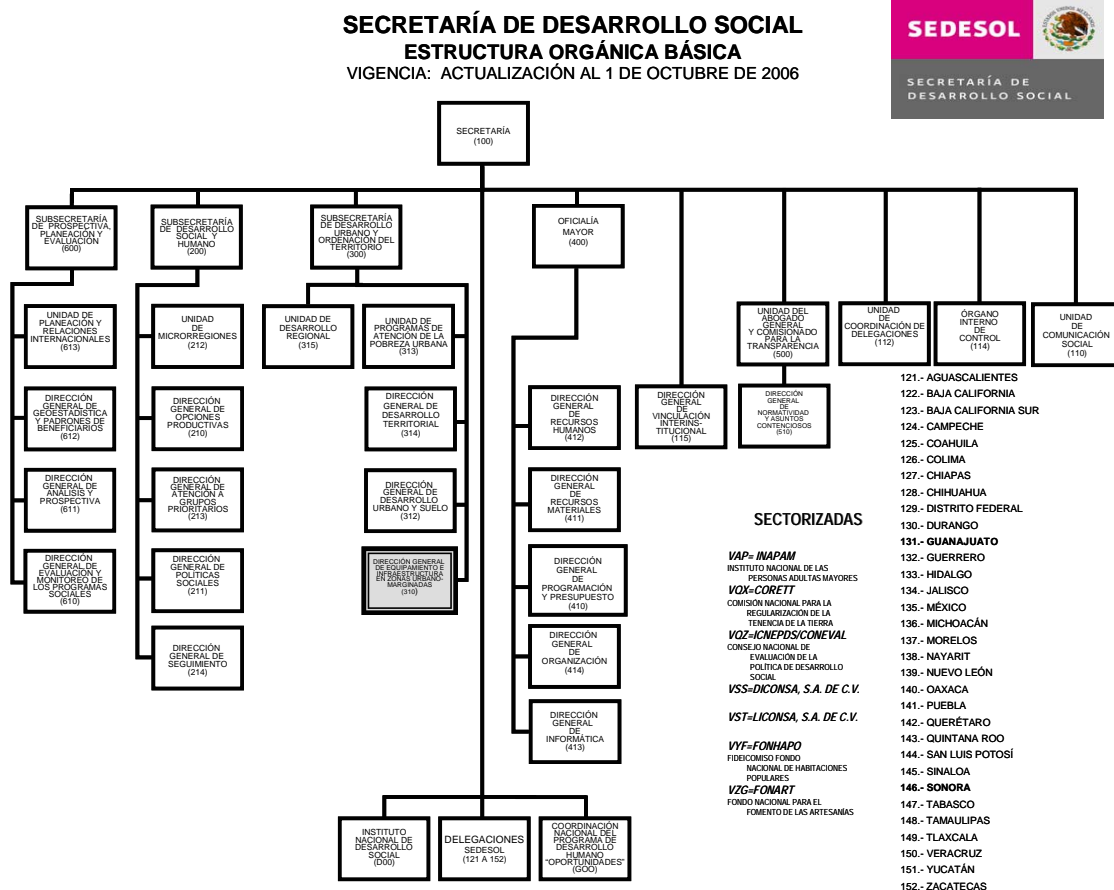 SECRETARÍA DE DESARROLLO SOCIAL
ESTRUCTURA ORGÁNICA BÁSICA
VIGENCIA: ACTUALIZACIÓN AL 1 DE OCTUBRE DE 2006
SEDESOL
SECRETARÍA DE
DESARROLLO SOCIAL
SECRETARÍA
(100)
SUBSECRETARÍA
DE PROSPECTIVA,
PLANEACIÓN Y
EVALUACIÓN
(600)
SUBSECRETARÍA
DE DESARROLLO
SOCIAL Y
HUMANO
(200)
SUBSECRETARÍA
DE DESARROLLO
URBANO Y
ORDENACIÓN DEL
TERRITORIO
(300)
OFICIALÍA
MAYOR
(400)
UNIDAD DE
PLANEACIÓN Y
RELACIONES
INTERNACIONALES
(613)
UNIDAD
DE
MICRORREGIONES
(212)
UNIDAD DE
DESARROLLO
REGIONAL
(315)
UNIDAD DE
PROGRAMAS DE
ATENCIÓN DE LA
POBREZA URBANA
(313)
UNIDAD DEL
ABOGADO
GENERAL
Y COMISIONADO
PARA LA
TRANSPARENCIA
(500)
UNIDAD
DE
COORDINACIÓN DE
DELEGACIONES
(112)
ÓRGANO
INTERNO
DE
CONTROL
(114)
UNIDAD
DE
COMUNICACIÓN
SOCIAL
(110)
DIRECCIÓN
GENERAL DE
GEOESTADÍSTICA
Y PADRONES DE
BENEFICIARIOS
(612)
DIRECCIÓN
GENERAL DE
OPCIONES
PRODUCTIVAS
(210)
DIRECCIÓN
GENERAL DE
DESARROLLO
TERRITORIAL
(314)
DIRECCIÓN
GENERAL
DE
RECURSOS
HUMANOS
(412)
DIRECCIÓN
GENERAL
DE
VINCULACIÓN
INTERINS-
TITUCIONAL
(115)
DIRECCIÓN
GENERAL
DE
NORMATIVIDAD
Y ASUNTOS
CONTENCIOSOS
(510)
DIRECCIÓN
GENERAL DE
ANÁLISIS Y
PROSPECTIVA
(611)
DIRECCIÓN
GENERAL DE
ATENCIÓN A
GRUPOS
PRIORITARIOS
(213)
DIRECCIÓN
GENERAL DE
DESARROLLO
URBANO Y SUELO
(312)
DIRECCIÓN
GENERAL
DE
RECURSOS
MATERIALES
(411)
DIRECCIÓN
GENERAL DE
EVALUACIÓN Y
MONITOREO DE
LOS PROGRAMAS
SOCIALES
(610)
DIRECCIÓN
GENERAL DE
POLÍTICAS
SOCIALES
(211)
DIRECCIÓN GENERAL
DE EQUIPAMIENTO E
INFRAESTRUCTURA
EN ZONAS URBANO-
MARGINADAS
(310)
DIRECCIÓN
GENERAL
DE
PROGRAMACIÓN
Y PRESUPUESTO
(410)
DIRECCIÓN
GENERAL DE
SEGUIMIENTO
(214)
DIRECCIÓN
GENERAL
DE
ORGANIZACIÓN
(414)
DIRECCIÓN
GENERAL
DE
INFORMÁTICA
(413)
INSTITUTO
NACIONAL DE
DESARROLLO
SOCIAL
(D00)
DELEGACIONES
SEDESOL
(121 A 152)
COORDINACIÓN
NACIONAL DEL
PROGRAMA DE
DESARROLLO
HUMANO
"OPORTUNIDADES"
(GOO)
SECTORIZADAS
VAP= INAPAM
INSTITUTO NACIONAL DE LAS
PERSONAS ADULTAS MAYORES
VQX=CORETT
COMISIÓN NACIONAL PARA LA
REGULARIZACIÓN DE LA
TENENCIA DE LA TIERRA
VQZ=ICNEPDS/CONEVAL
CONSEJO NACIONAL DE
EVALUACIÓN DE LA
POLÍTICA DE DESARROLLO
SOCIAL
VSS=DICONSA, S.A. DE C.V.
VST=LICONSA, S.A. DE C.V.
VYF=FONHAPO
FIDEICOMISO FONDO
NACIONAL DE HABITACIONES
POPULARES
VZG=FONART
FONDO NACIONAL PARA EL
FOMENTO DE LAS ARTESANÍAS
121.- AGUASCALIENTES
122.- BAJA CALIFORNIA
123.- BAJA CALIFORNIA SUR
124.- CAMPECHE
125.- COAHUILA
126.- COLIMA
127.- CHIAPAS
128.- CHIHUAHUA
129.- DISTRITO FEDERAL
130.- DURANGO
131.- GUANAJUATO
132.- GUERRERO
133.- HIDALGO
134.- JALISCO
135.- MÉXICO
136.- MICHOACÁN
137.- MORELOS
138.- NAYARIT
139.- NUEVO LEÓN
140.- OAXACA
141.- PUEBLA
142.- QUERÉTARO
143.- QUINTANA ROO
144.- SAN LUIS POTOSÍ
145.- SINALOA
146.- SONORA
147.- TABASCO
148.- TAMAULIPAS
149.- TLAXCALA
150.- VERACRUZ
151.- YUCATÁN
152.- ZACATECAS